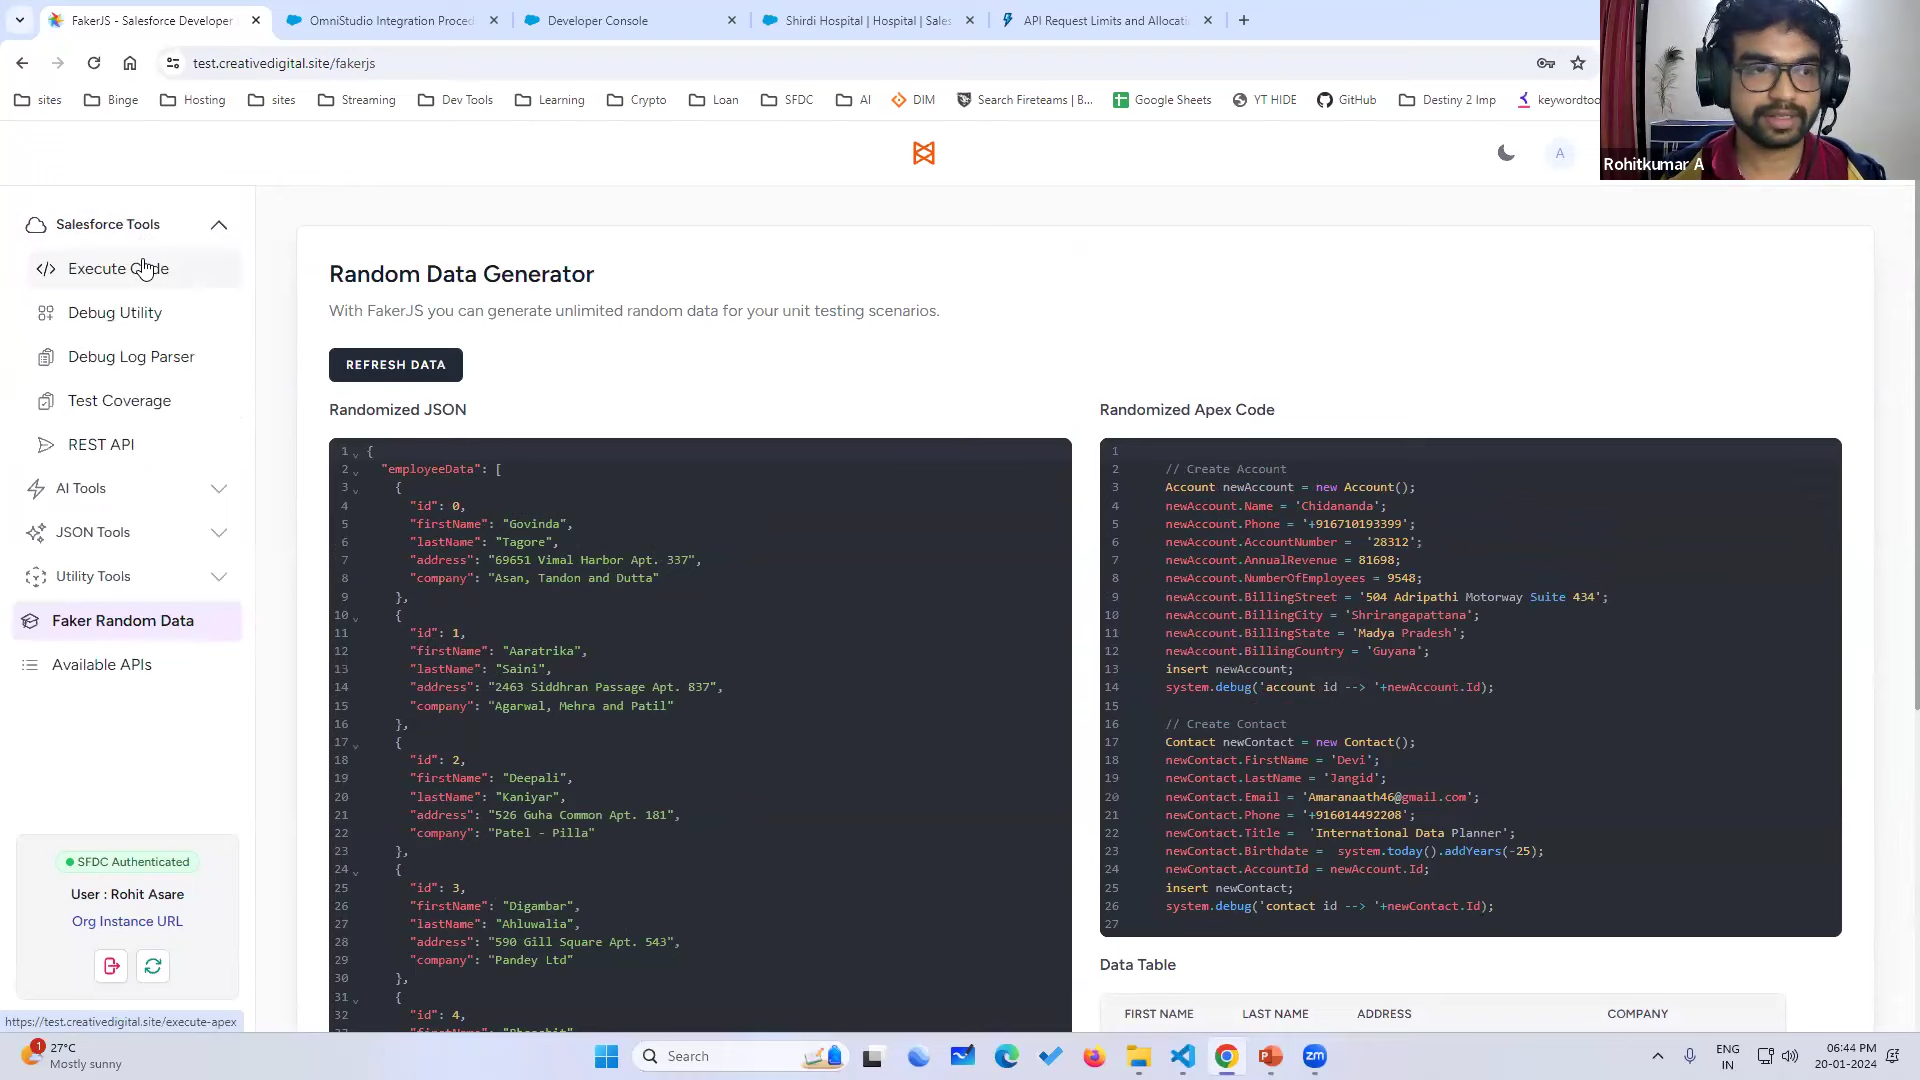 FakerJS - Salesforce Developer
OmniStudio Integration Proced
Developer Console
Shirdi Hospital | Hospital | Sales
API Request Limits and Allocati
test.creativedigital.site/fakerjs
sites
Binge
Hosting
sites
Streaming
Dev Tools
Learning
Crypto
Loan
SFDC
AI
DIM
Search Fireteams | B...
Google Sheets
YT HIDE
GitHub
Destiny 2 Imp
keywordtoo
Rohitkumar A
A
Salesforce Tools
Execute Code
Debug Utility
Debug Log Parser
Test Coverage
REST API
AI Tools
JSON Tools
Utility Tools
Faker Random Data
Available APIs
SFDC Authenticated
User : Rohit Asare
Org Instance URL
https://test.creativedigital.site/execute-apex
Random Data Generator
With FakerJS you can generate unlimited random data for your unit testing scenarios.
REFRESH DATA
Randomized JSON
1 {
2 "employeeData": [
3 {
4 "id": 0,
5 "firstName": "Govinda",
6 "lastName": "Tagore",
7 "address": "69651 Vimal Harbor Apt. 337",
8 "company": "Asan, Tandon and Dutta"
9 },
10 {
11 "id": 1,
12 "firstName": "Aaratrika",
13 "lastName": "Saini",
14 "address": "2463 Siddhran Passage Apt. 837",
15 "company": "Agarwal, Mehra and Patil"
16 },
17 {
18 "id": 2,
19 "firstName": "Deepali",
20 "lastName": "Kaniyar",
21 "address": "526 Guha Common Apt. 181",
22 "company": "Patel - Pilla"
23 },
24 {
25 "id": 3,
26 "firstName": "Digambar",
27 "lastName": "Ahluwalia",
28 "address": "590 Gill Square Apt. 543",
29 "company": "Pandey Ltd"
30 },
31 {
32 "id": 4,
Randomized Apex Code
1
2 // Create Account
3 Account newAccount = new Account();
4 newAccount.Name = 'Chidananda';
5 newAccount.Phone = '+916710193399';
6 newAccount.AccountNumber = '28312';
7 newAccount.AnnualRevenue = 81698;
8 newAccount.NumberOfEmployees = 9548;
9 newAccount.BillingStreet = '504 Adripathi Motorway Suite 434';
10 newAccount.BillingCity = 'Shrirangapattana';
11 newAccount.BillingState = 'Madya Pradesh';
12 newAccount.BillingCountry = 'Guyana';
13 insert newAccount;
14 system.debug('account id --> '+newAccount.Id);
15
16 // Create Contact
17 Contact newContact = new Contact();
18 newContact.FirstName = 'Devi';
19 newContact.LastName = 'Jangid';
20 newContact.Email = 'Amaranaath46@gmail.com';
21 newContact.Phone = '+916014492208';
22 newContact.Title = 'International Data Planner';
23 newContact.Birthdate = system.today().addYears(-25);
24 newContact.AccountId = newAccount.Id;
25 insert newContact;
26 system.debug('contact id --> '+newContact.Id);
27
Data Table
FIRST NAME LAST NAME ADDRESS COMPANY
1
27°C
Mostly sunny
Search
zm
ENG
IN
06:44 PM
20-01-2024